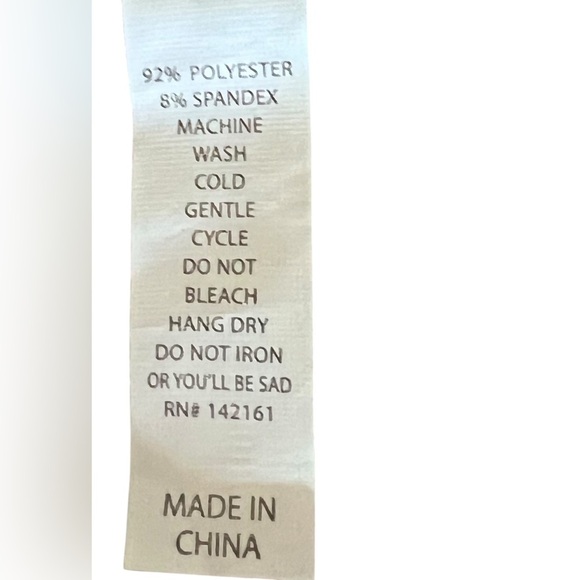 92% POLYESTER
8% SPANDEX
MACHINE
WASH
COLD
GENTLE
CYCLE
DO NOT
BLEACH
HANG DRY
DO NOT IRON
OR YOU'LL BE SAD
RN# 142161
MADE IN
CHINA